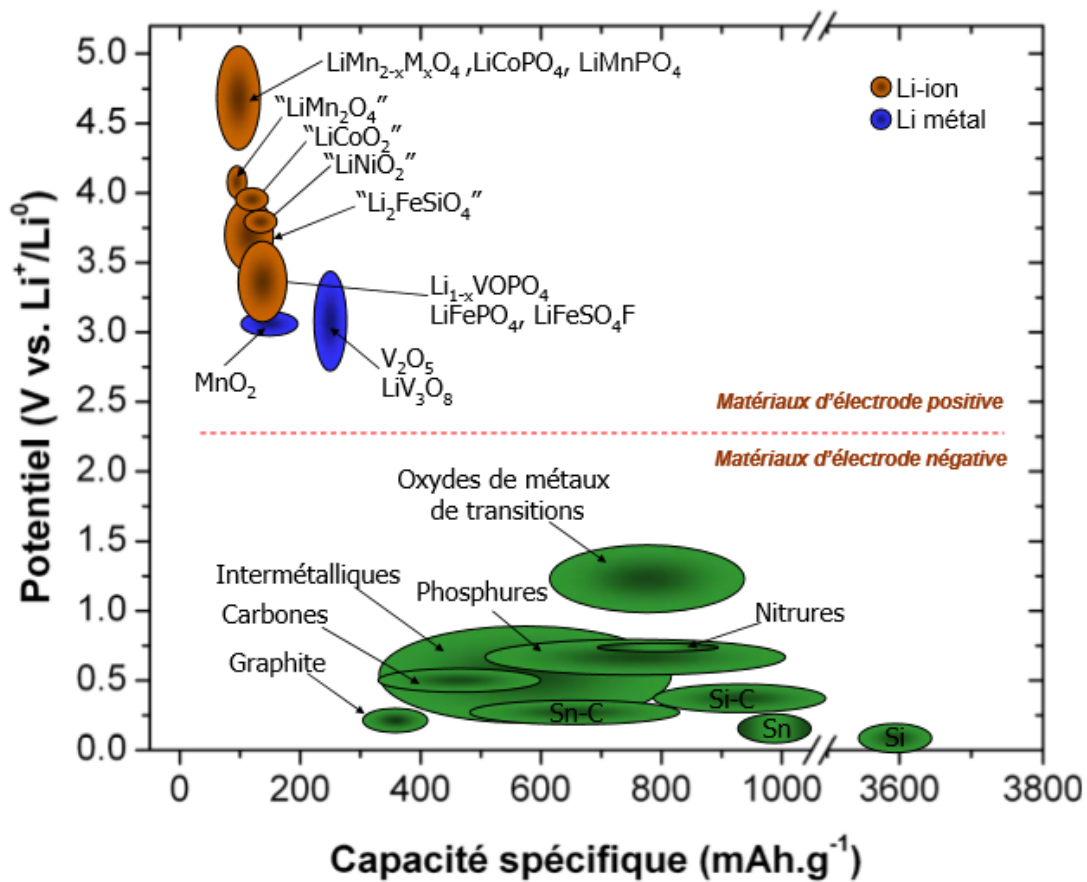 5.0
4.5
4.0
3.5
3.0
2.5
2.0
1.5
1.0
0.5
0.0
Potentiel (V vs. Li⁺/Li⁰)
LiMn₂₋ₓMₓO₄ ,LiCoPO₄, LiMnPO₄
"LiMn₂O₄"
"LiCoO₂"
"LiNiO₂"
"Li₂FeSiO₄"
Li-ion
Li métal
Li₁₋ₓVOPO₄
LiFePO₄, LiFeSO₄F
MnO₂
V₂O₅
LiV₃O₈
Matériaux d'électrode positive
Matériaux d'électrode négative
Oxydes de métaux
de transitions
Intermétalliques
Phosphures
Carbones
Nitrures
Graphite
Si-C
Sn-C
Sn
Si
0
200
400
600
800
1000
3600
3800
Capacité spécifique (mAh.g⁻¹)